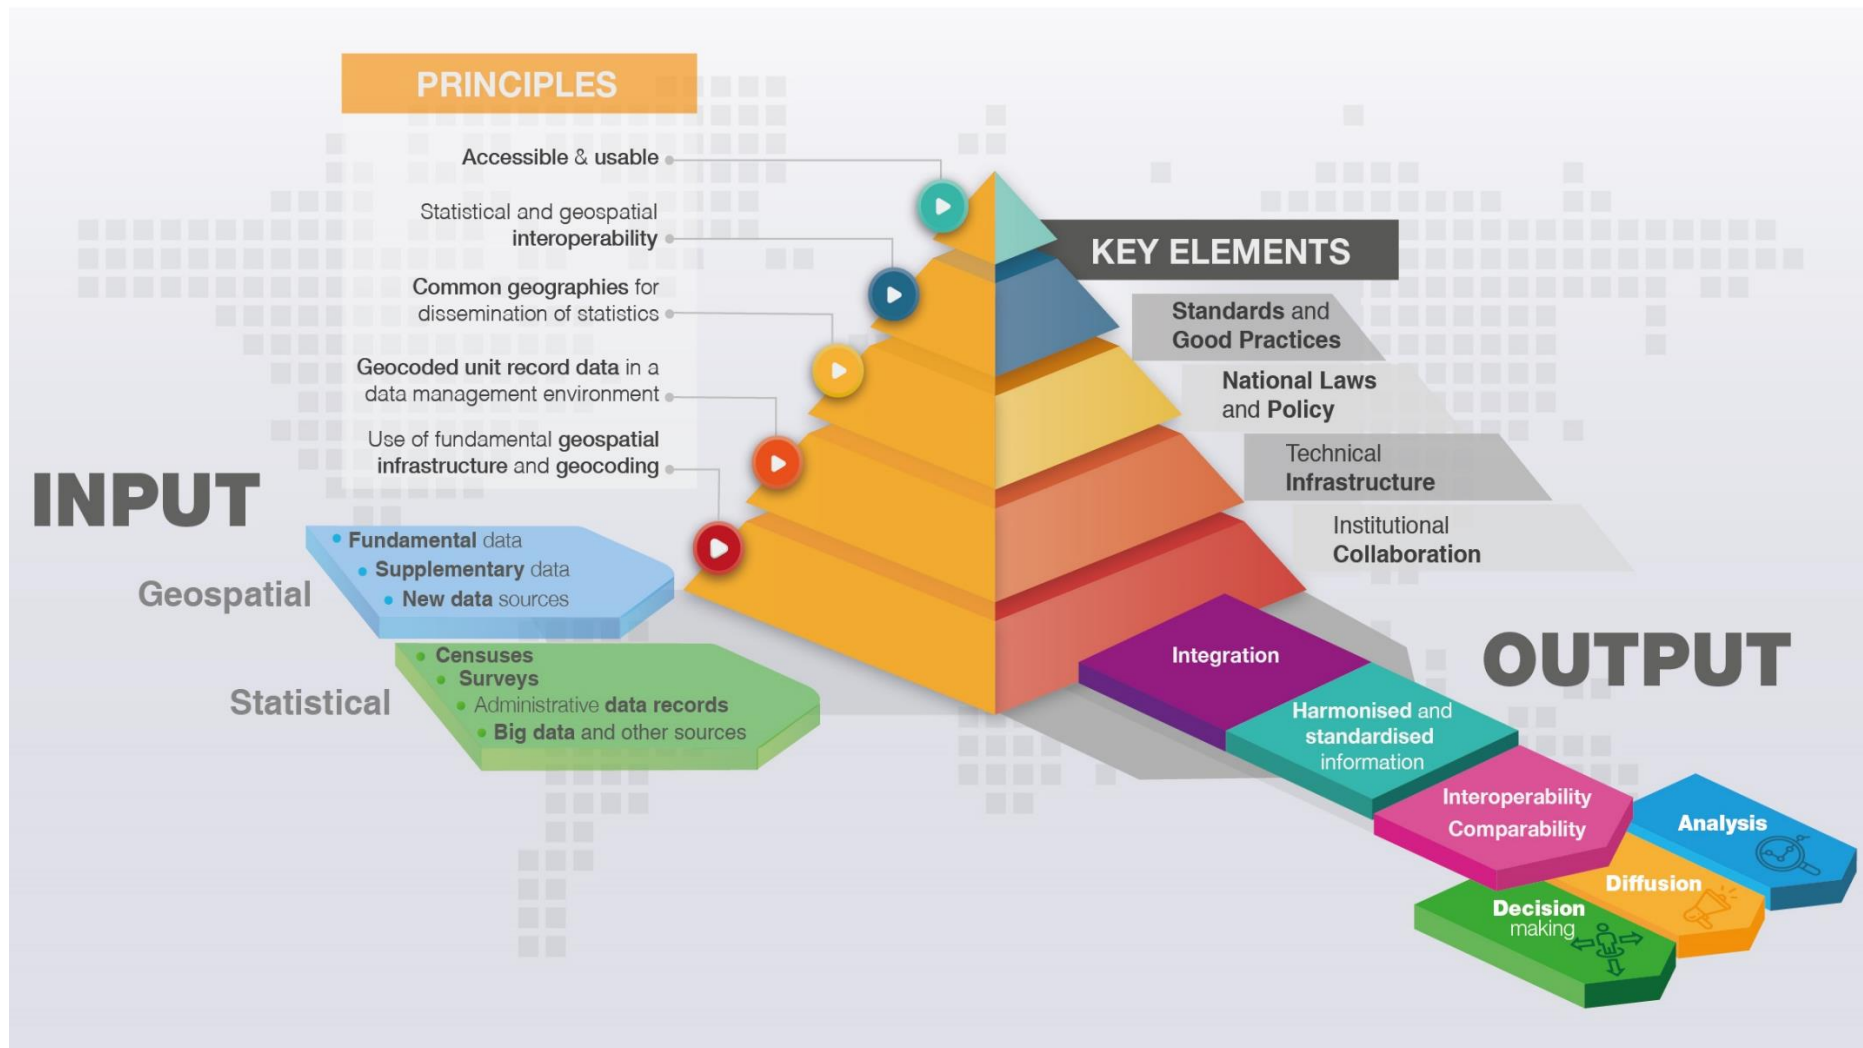 PRINCIPLES
Accessible & usable
Statistical and geospatial
interoperability
Common geographies for
dissemination of statistics
Geocoded unit record data in a
data management environment
Use of fundamental geospatial
infrastructure and geocoding
KEY ELEMENTS
Standards and
Good Practices
National Laws
and Policy
Technical
Infrastructure
Institutional
Collaboration
INPUT
Geospatial
Fundamental data
Supplementary data
New data sources
Statistical
Censuses
Surveys
Administrative data records
Big data and other sources
OUTPUT
Integration
Harmonised and
standardised
information
Interoperability
Comparability
Analysis
Diffusion
Decision
making